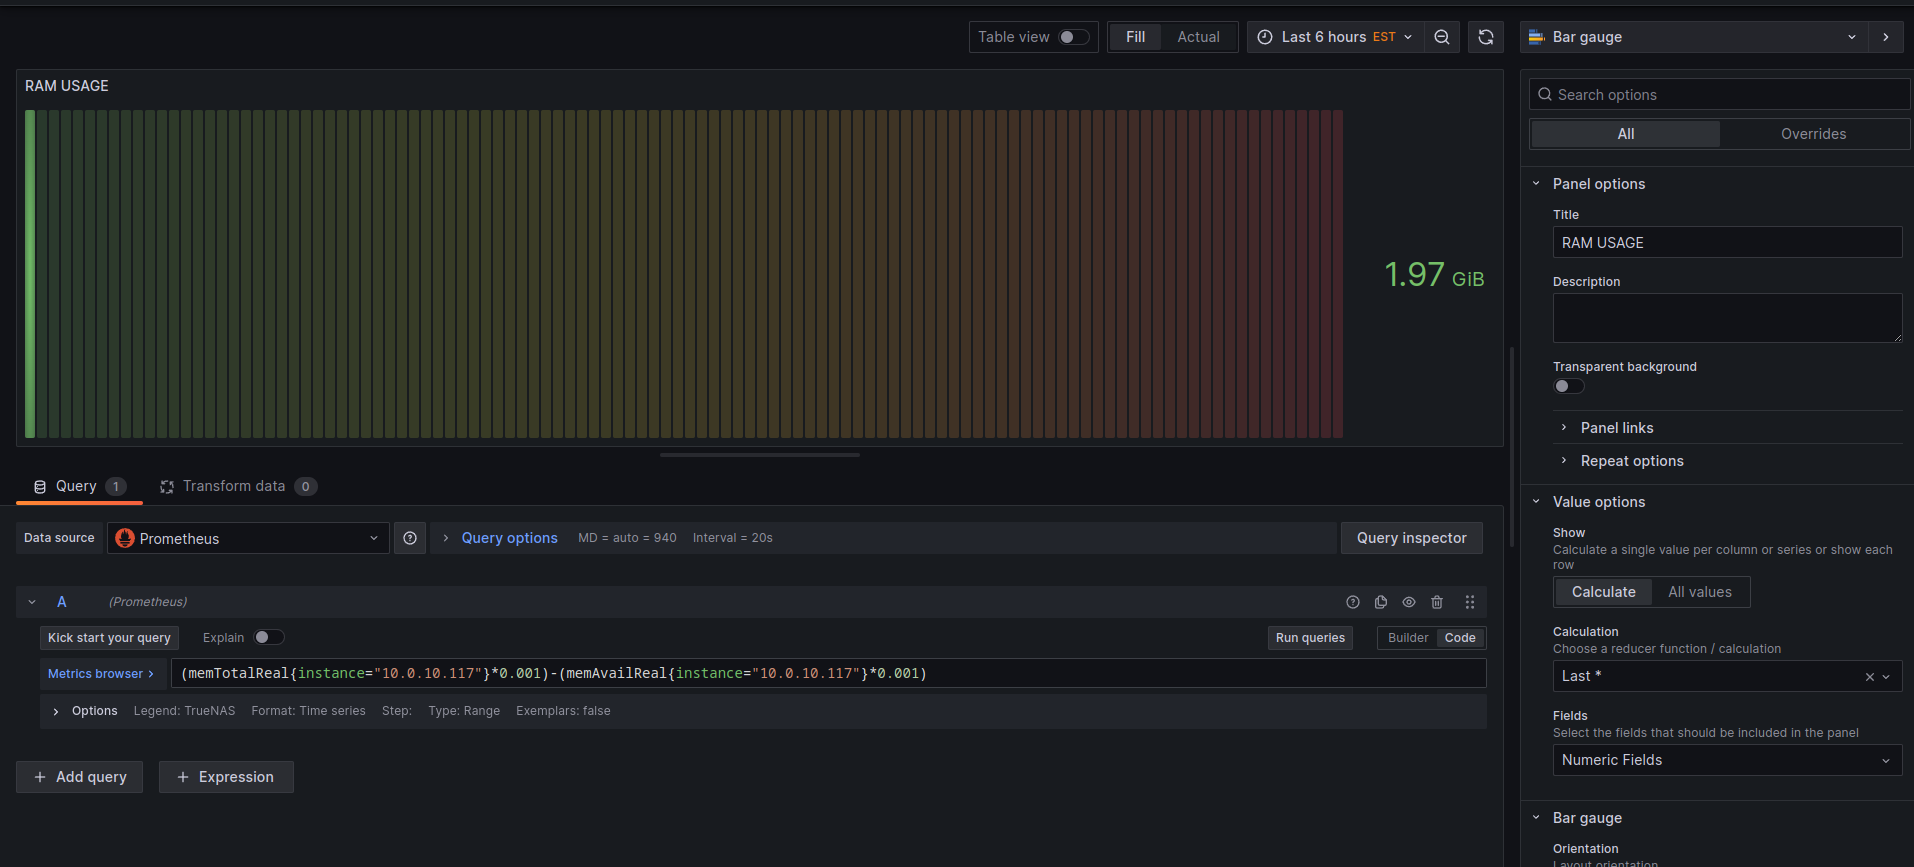 Table view
Fill
Actual
Last 6 hours EST
Bar gauge
RAM USAGE
1.97 GiB
Search options
All
Overrides
Panel options
Title
RAM USAGE
Description
Transparent background
Panel links
Repeat options
Value options
Show
Calculate a single value per column or series or show each
row
Calculate
All values
Calculation
Choose a reducer function / calculation
Last *
Fields
Select the fields that should be included in the panel
Numeric Fields
Bar gauge
Orientation
Layout orientation
Query 1
Transform data 0
Data source
Prometheus
Query options
MD = auto = 940
Interval = 20s
Query inspector
A
(Prometheus)
Kick start your query
Explain
Run queries
Builder
Code
Metrics browser >
(memTotalReal{instance="10.0.10.117"}*0.001)-(memAvailReal{instance="10.0.10.117"}*0.001)
Options
Legend: TrueNAS
Format: Time series
Step:
Type: Range
Exemplars: false
+ Add query
+ Expression